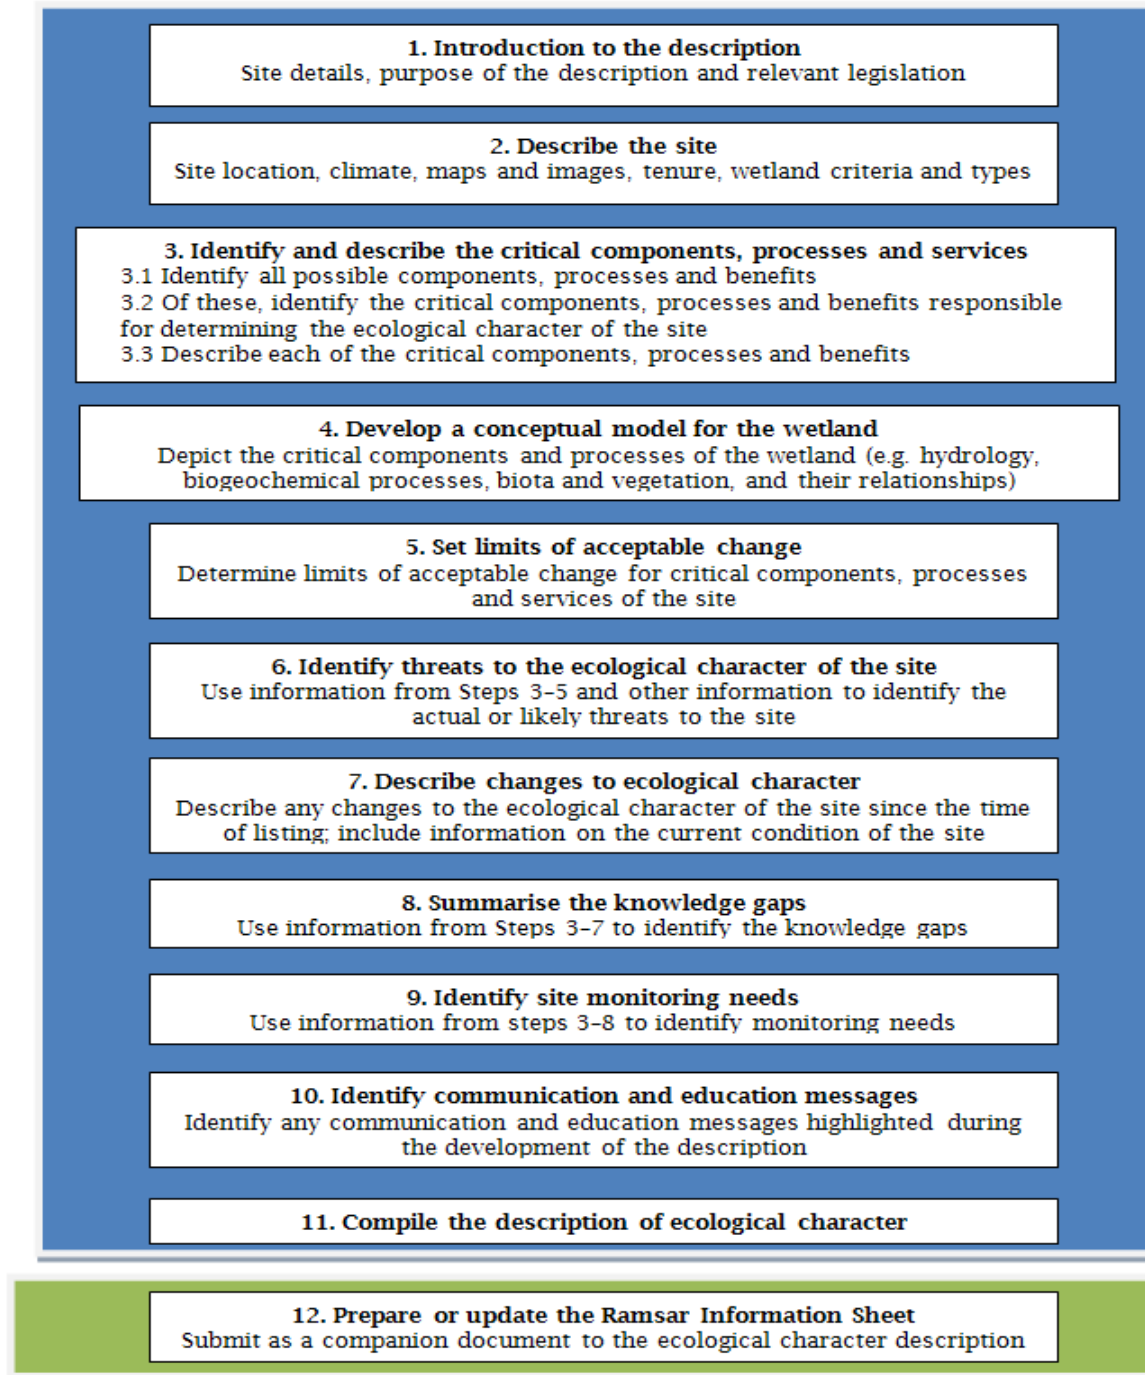 1. Introduction to the description
Site details, purpose of the description and relevant legislation
2. Describe the site
Site location, climate, maps and images, tenure, wetland criteria and types
3. Identify and describe the critical components, processes and services
3.1 Identify all possible components, processes and benefits
3.2 Of these, identify the critical components, processes and benefits responsible
for determining the ecological character of the site
3.3 Describe each of the critical components, processes and benefits
4. Develop a conceptual model for the wetland
Depict the critical components and processes of the wetland (e.g. hydrology,
biogeochemical processes, biota and vegetation, and their relationships)
5. Set limits of acceptable change
Determine limits of acceptable change for critical components, processes
and services of the site
6. Identify threats to the ecological character of the site
Use information from Steps 3–5 and other information to identify the
actual or likely threats to the site
7. Describe changes to ecological character
Describe any changes to the ecological character of the site since the time
of listing; include information on the current condition of the site
8. Summarise the knowledge gaps
Use information from Steps 3–7 to identify the knowledge gaps
9. Identify site monitoring needs
Use information from steps 3–8 to identify monitoring needs
10. Identify communication and education messages
Identify any communication and education messages highlighted during
the development of the description
11. Compile the description of ecological character
12. Prepare or update the Ramsar Information Sheet
Submit as a companion document to the ecological character description